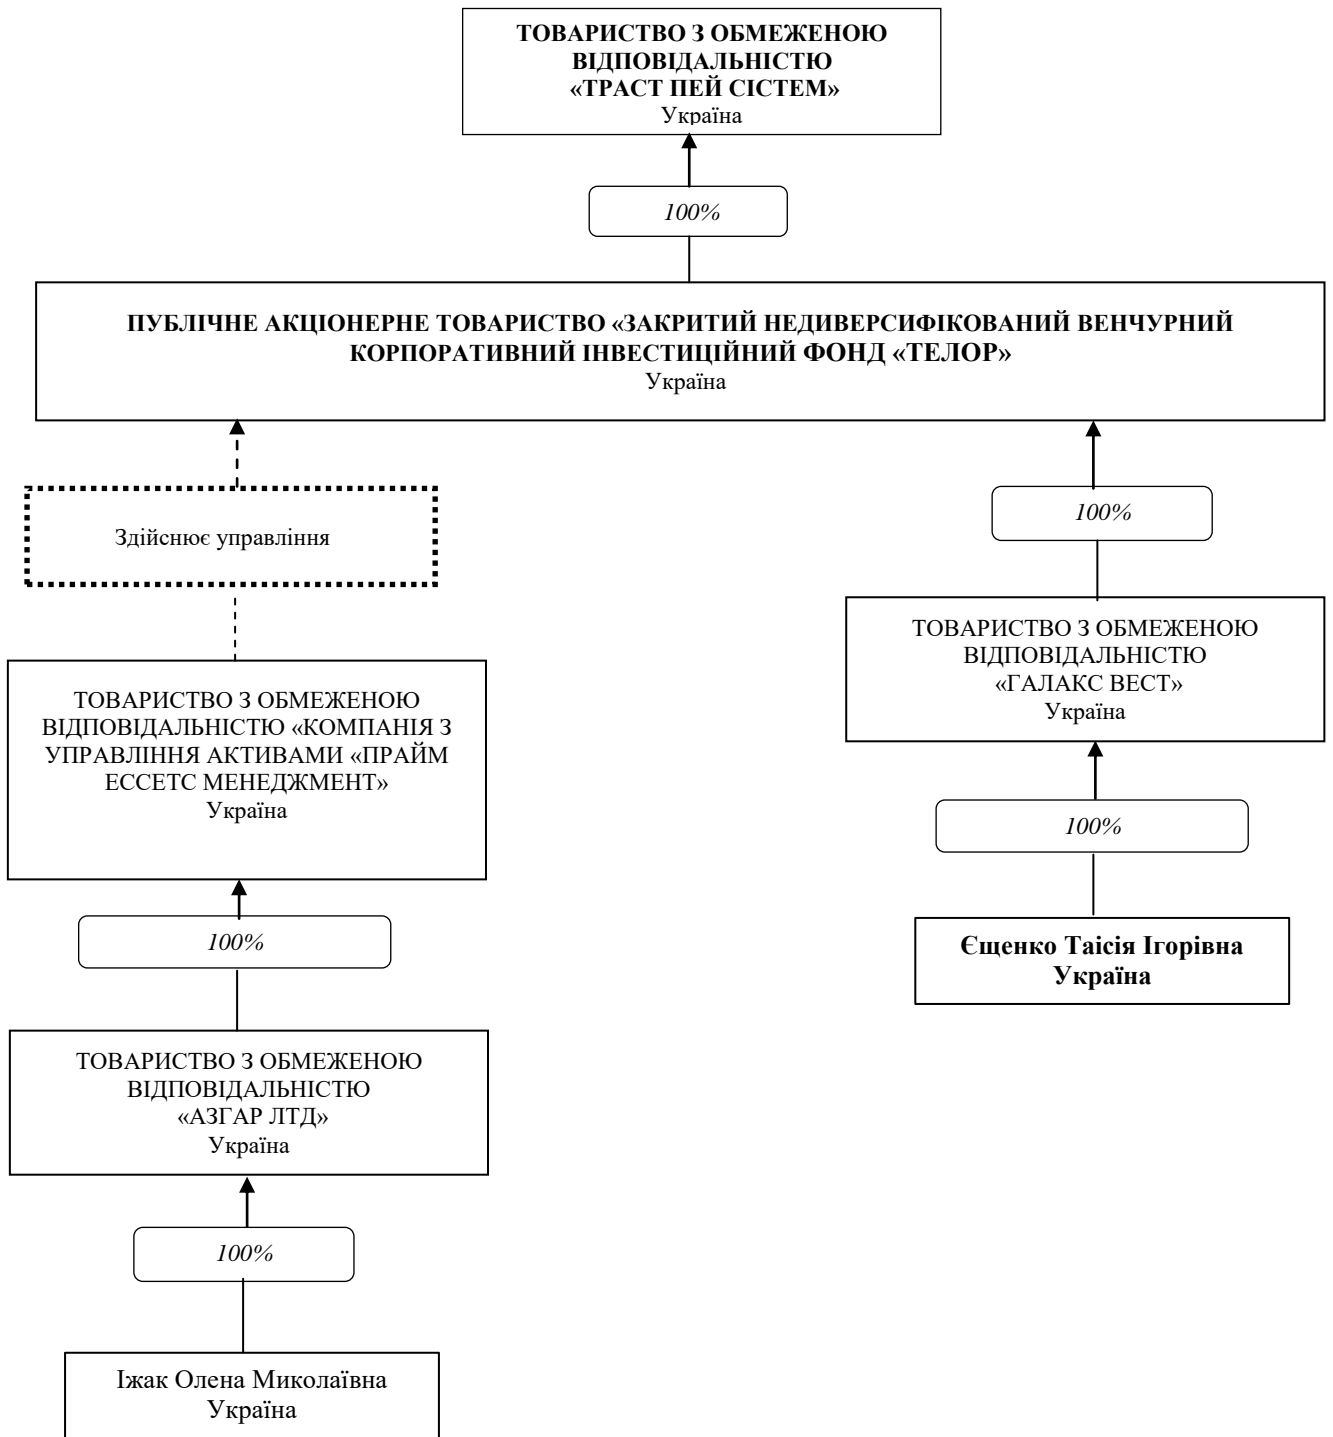 ТОВАРИСТВО З ОБМЕЖЕНОЮ
ВІДПОВІДАЛЬНІСТЮ
«ТРАСТ ПЕЙ СІСТЕМ»
Україна
100%
ПУБЛІЧНЕ АКЦІОНЕРНЕ ТОВАРИСТВО «ЗАКРИТИЙ НЕДИВЕРСИФІКОВАНИЙ ВЕНЧУРНИЙ
КОРПОРАТИВНИЙ ІНВЕСТИЦІЙНИЙ ФОНД «ТЕЛОР»
Україна
Здійснює управління
100%
ТОВАРИСТВО З ОБМЕЖЕНОЮ
ВІДПОВІДАЛЬНІСТЮ
«ГАЛАКС ВЕСТ»
Україна
ТОВАРИСТВО З ОБМЕЖЕНОЮ
ВІДПОВІДАЛЬНІСТЮ «КОМПАНІЯ З
УПРАВЛІННЯ АКТИВАМИ «ПРАЙМ
ЕССЕТС МЕНЕДЖМЕНТ»
Україна
100%
100%
Єщенко Таісія Ігорівна
Україна
ТОВАРИСТВО З ОБМЕЖЕНОЮ
ВІДПОВІДАЛЬНІСТЮ
«АЗГАР ЛТД»
Україна
100%
Іжак Олена Миколаївна
Україна